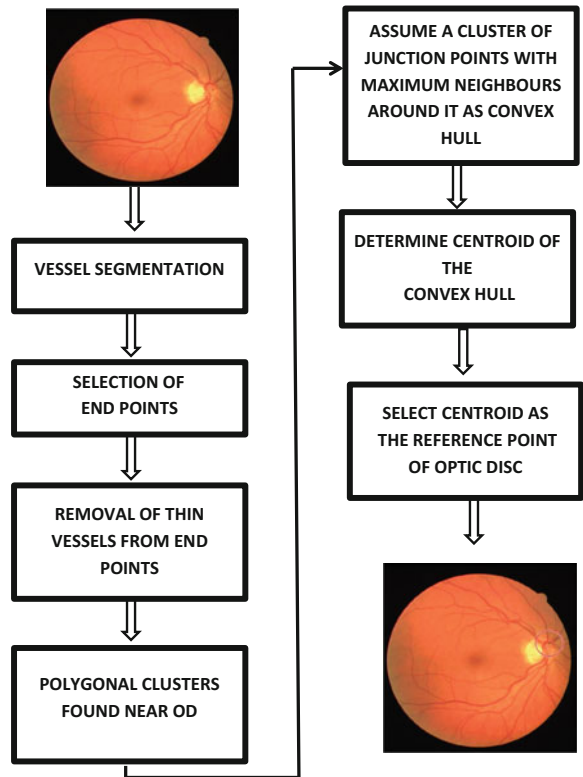 VESSEL SEGMENTATION
SELECTION OF
END POINTS
REMOVAL OF THIN
VESSELS FROM END
POINTS
POLYGONAL CLUSTERS
FOUND NEAR OD
ASSUME A CLUSTER OF
JUNCTION POINTS WITH
MAXIMUM NEIGHBOURS
AROUND IT AS CONVEX
HULL
DETERMINE CENTROID OF
THE
CONVEX HULL
SELECT CENTROID AS
THE REFERENCE POINT
OF OPTIC DISC